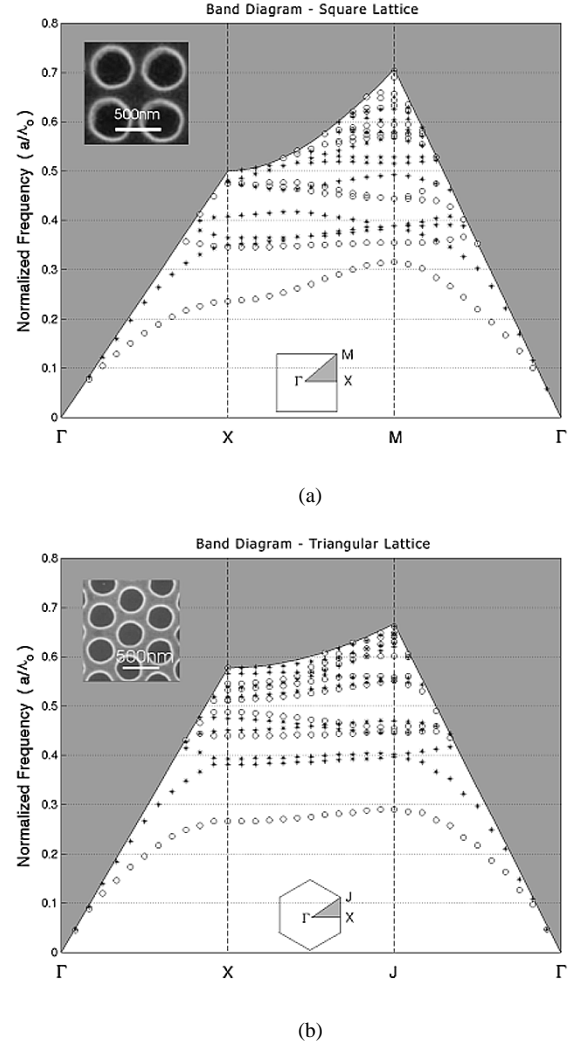 Band Diagram - Square Lattice
0.8
0.7
0.6
0.5
0.4
0.3
0.2
0.1
0
Normalized Frequency ( a/λo )
500nm
M
Γ
X
Γ
X
M
Γ
(a)
Band Diagram - Triangular Lattice
0.8
0.7
0.6
0.5
0.4
0.3
0.2
0.1
0
Normalized Frequency ( a/λo )
500nm
J
Γ
X
Γ
X
J
Γ
(b)